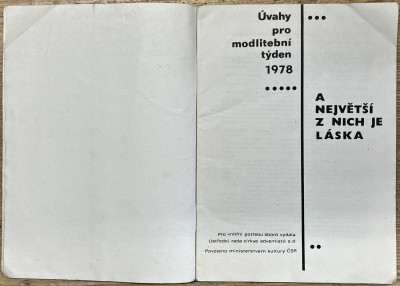 Úvahy
pro
modlitební
týden
1978
A
NEJVĚTŠÍ
Z NICH JE
LÁSKA
Pro vnitřní potřebu sborů vydala
Ústřední rada církve adventistů s.d.
Povoleno ministerstvem kultury ČSR